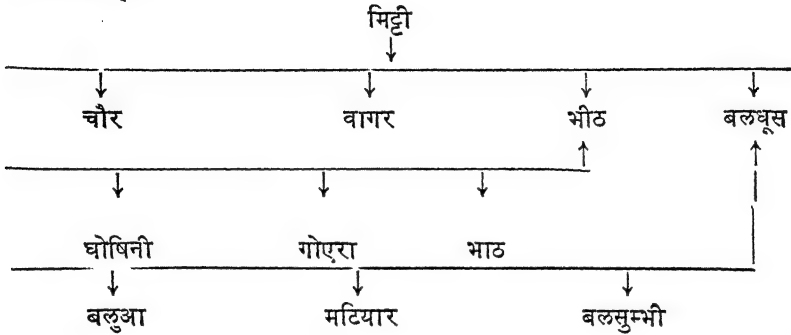 मिट्टी
चौर वागर भीठ बलधूस
घोषिनी गोएरा भाठ
बलुआ मटियार बलसुम्भी